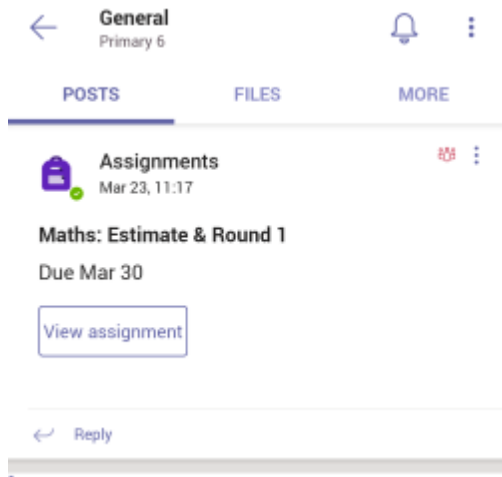 General
Primary 6
POSTS
FILES
MORE
Assignments
Mar 23, 11:17
Maths: Estimate & Round 1
Due Mar 30
View assignment
Reply